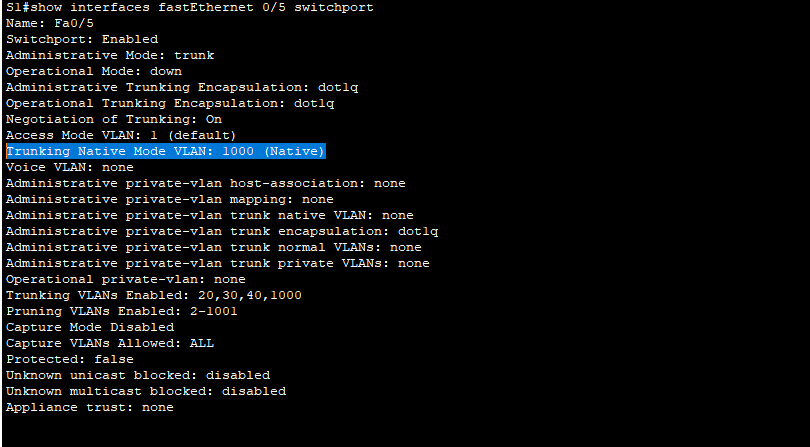 S1#show interfaces fastEthernet 0/5 switchport
Name: Fa0/5
Switchport: Enabled
Administrative Mode: trunk
Operational Mode: down
Administrative Trunking Encapsulation: dot1q
Operational Trunking Encapsulation: dot1q
Negotiation of Trunking: On
Access Mode VLAN: 1 (default)
Trunking Native Mode VLAN: 1000 (Native)
Voice VLAN: none
Administrative private-vlan host-association: none
Administrative private-vlan mapping: none
Administrative private-vlan trunk native VLAN: none
Administrative private-vlan trunk encapsulation: dot1q
Administrative private-vlan trunk normal VLANs: none
Administrative private-vlan trunk private VLANs: none
Operational private-vlan: none
Trunking VLANs Enabled: 20,30,40,1000
Pruning VLANs Enabled: 2-1001
Capture Mode Disabled
Capture VLANs Allowed: ALL
Protected: false
Unknown unicast blocked: disabled
Unknown multicast blocked: disabled
Appliance trust: none